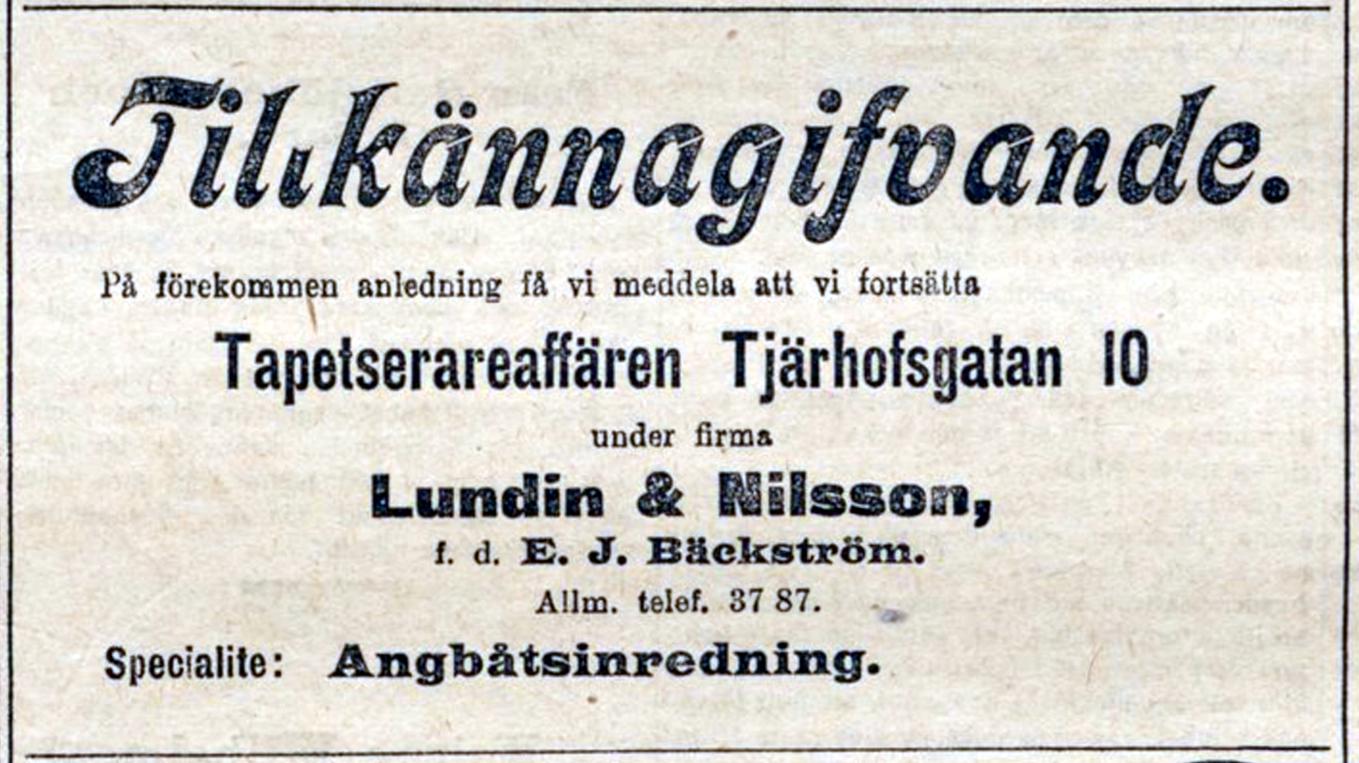 Tillkännagifvande.
På förekommen anledning få vi meddela att vi fortsätta
Tapetserareaffären Tjärhofsgatan 10
under firma
Lundin & Nilsson,
f. d. E. J. Bäckström.
Allm. telef. 37 87.
Specialite: Angbåtsinredning.